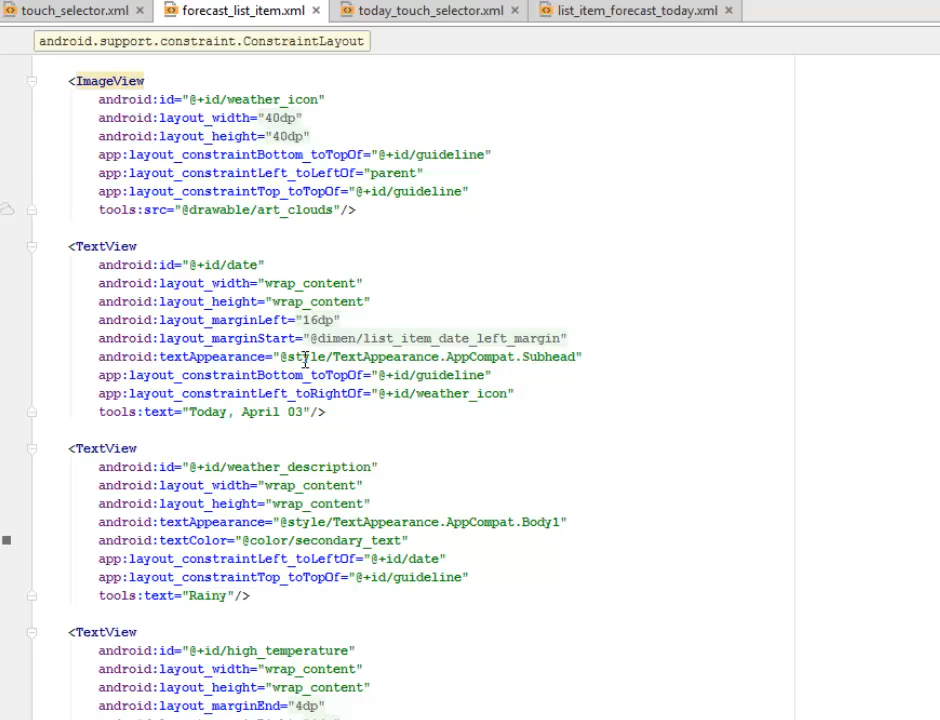 touch_selector.xml forecast_list_item.xml today_touch_selector.xml list_item_forecast_today.xml
android.support.constraint.ConstraintLayout
<ImageView
android:id="@+id/weather_icon"
android:layout_width="40dp"
android:layout_height="40dp"
app:layout_constraintBottom_toTopOf="@+id/guideline"
app:layout_constraintLeft_toLeftOf="parent"
app:layout_constraintTop_toTopOf="@+id/guideline"
tools:src="@drawable/art_clouds"/>
<TextView
android:id="@+id/date"
android:layout_width="wrap_content"
android:layout_height="wrap_content"
android:layout_marginLeft="16dp"
android:layout_marginStart="@dimen/list_item_date_left_margin"
android:textAppearance="@style/TextAppearance.AppCompat.Subhead"
app:layout_constraintBottom_toTopOf="@+id/guideline"
app:layout_constraintLeft_toRightOf="@+id/weather_icon"
tools:text="Today, April 03"/>
<TextView
android:id="@+id/weather_description"
android:layout_width="wrap_content"
android:layout_height="wrap_content"
android:textAppearance="@style/TextAppearance.AppCompat.Body1"
android:textColor="@color/secondary_text"
app:layout_constraintLeft_toLeftOf="@+id/date"
app:layout_constraintTop_toTopOf="@+id/guideline"
tools:text="Rainy"/>
<TextView
android:id="@+id/high_temperature"
android:layout_width="wrap_content"
android:layout_height="wrap_content"
android:layout_marginEnd="4dp"